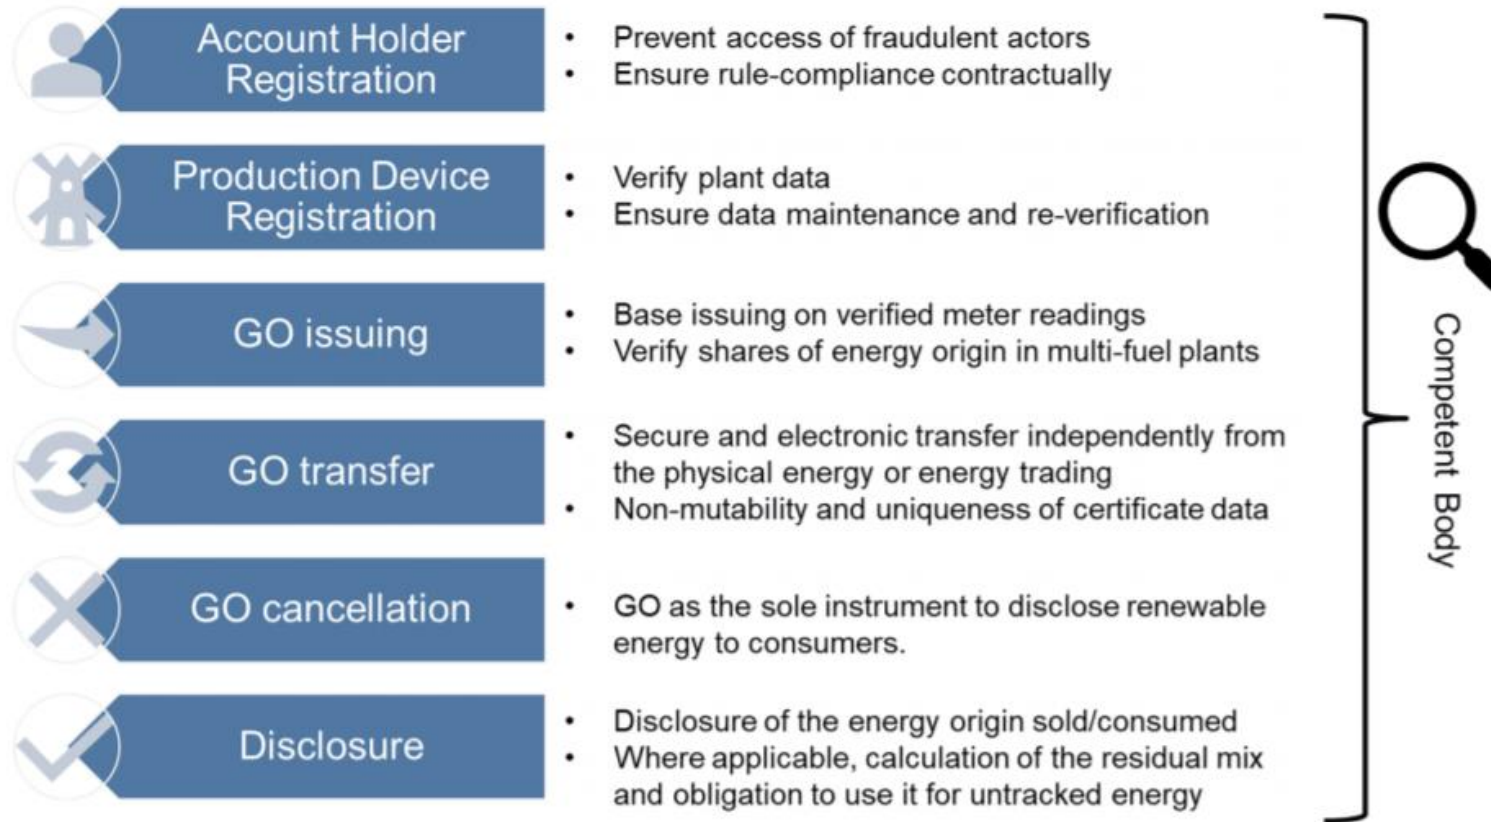 Account Holder
Registration
• Prevent access of fraudulent actors
• Ensure rule-compliance contractually
Production Device
Registration
• Verify plant data
• Ensure data maintenance and re-verification
GO issuing
• Base issuing on verified meter readings
• Verify shares of energy origin in multi-fuel plants
GO transfer
• Secure and electronic transfer independently from
the physical energy or energy trading
• Non-mutability and uniqueness of certificate data
GO cancellation
• GO as the sole instrument to disclose renewable
energy to consumers.
Disclosure
• Disclosure of the energy origin sold/consumed
• Where applicable, calculation of the residual mix
and obligation to use it for untracked energy
Competent Body